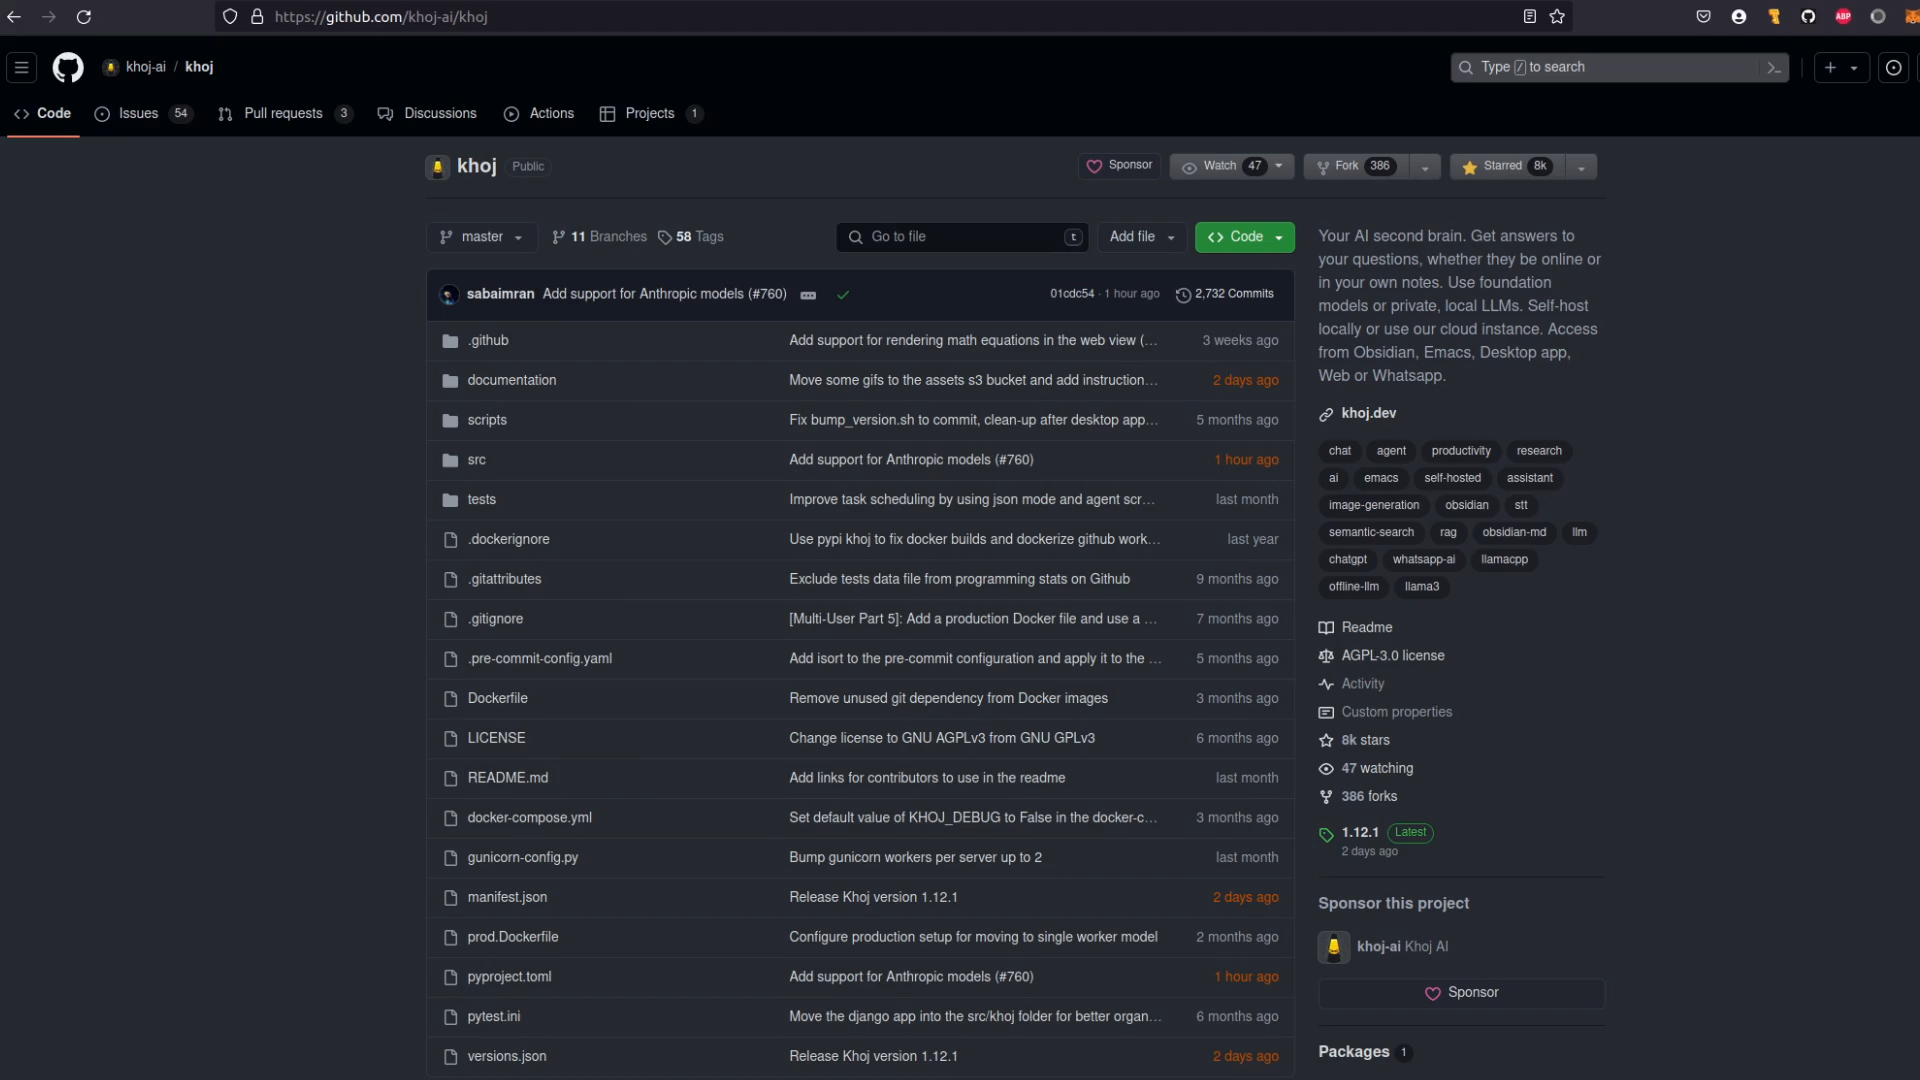 https://github.com/khoj-ai/khoj
ABP
khoj-ai / khoj
Type / to search
Code
Issues 54
Pull requests 3
Discussions
Actions
Projects 1
khoj Public
Sponsor
Watch 47
Fork 386
Starred 8k
master
11 Branches
58 Tags
Go to file t
Add file
Code
sabaimran Add support for Anthropic models (#760)
01cdc54 · 1 hour ago
2,732 Commits
.github Add support for rendering math equations in the web view (… 3 weeks ago
documentation Move some gifs to the assets s3 bucket and add instruction… 2 days ago
scripts Fix bump_version.sh to commit, clean-up after desktop app… 5 months ago
src Add support for Anthropic models (#760) 1 hour ago
tests Improve task scheduling by using json mode and agent scr… last month
.dockerignore Use pypi khoj to fix docker builds and dockerize github work… last year
.gitattributes Exclude tests data file from programming stats on Github 9 months ago
.gitignore [Multi-User Part 5]: Add a production Docker file and use a … 7 months ago
.pre-commit-config.yaml Add isort to the pre-commit configuration and apply it to the … 5 months ago
Dockerfile Remove unused git dependency from Docker images 3 months ago
LICENSE Change license to GNU AGPLv3 from GNU GPLv3 6 months ago
README.md Add links for contributors to use in the readme last month
docker-compose.yml Set default value of KHOJ_DEBUG to False in the docker-c… 3 months ago
gunicorn-config.py Bump gunicorn workers per server up to 2 last month
manifest.json Release Khoj version 1.12.1 2 days ago
prod.Dockerfile Configure production setup for moving to single worker model 2 months ago
pyproject.toml Add support for Anthropic models (#760) 1 hour ago
pytest.ini Move the django app into the src/khoj folder for better organ… 6 months ago
versions.json Release Khoj version 1.12.1 2 days ago
Your AI second brain. Get answers to
your questions, whether they be online or
in your own notes. Use foundation
models or private, local LLMs. Self-host
locally or use our cloud instance. Access
from Obsidian, Emacs, Desktop app,
Web or Whatsapp.
khoj.dev
chat agent productivity research
ai emacs self-hosted assistant
image-generation obsidian stt
semantic-search rag obsidian-md llm
chatgpt whatsapp-ai llamacpp
offline-llm llama3
Readme
AGPL-3.0 license
Activity
Custom properties
8k stars
47 watching
386 forks
1.12.1 Latest
2 days ago
Sponsor this project
khoj-ai Khoj AI
Sponsor
Packages 1